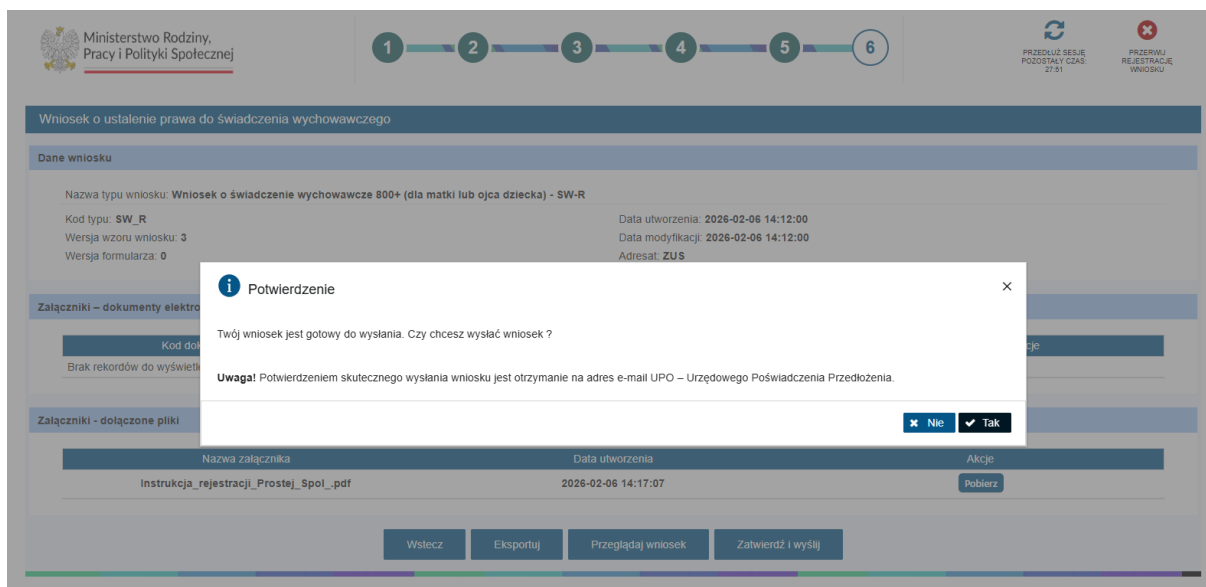 Ministerstwo Rodziny,
Pracy i Polityki Społecznej
1 2 3 4 5 6
PRZEDŁUŻ SESJĘ
POZOSTAŁY CZAS:
27:51
PRZERWIJ
REJESTRACJĘ
WNIOSKU
Wniosek o ustalenie prawa do świadczenia wychowawczego
Dane wniosku
Nazwa typu wniosku: Wniosek o świadczenie wychowawcze 800+ (dla matki lub ojca dziecka) - SW-R
Kod typu: SW_R Data utworzenia: 2026-02-06 14:12:00
Wersja wzoru wniosku: 3 Data modyfikacji: 2026-02-06 14:12:00
Wersja formularza: 0 Adresat: ZUS
Potwierdzenie
Twój wniosek jest gotowy do wysłania. Czy chcesz wysłać wniosek ?
Uwaga! Potwierdzeniem skutecznego wysłania wniosku jest otrzymanie na adres e-mail UPO – Urzędowego Poświadczenia Przedłożenia.
Nie Tak
Załączniki – dokumenty elektro
Kod dok cje
Brak rekordów do wyświetl
Załączniki - dołączone pliki
Nazwa załącznika Data utworzenia Akcje
Instrukcja_rejestracji_Prostej_Spol_.pdf 2026-02-06 14:17:07 Pobierz
Wstecz Eksportuj Przeglądaj wniosek Zatwierdź i wyślij